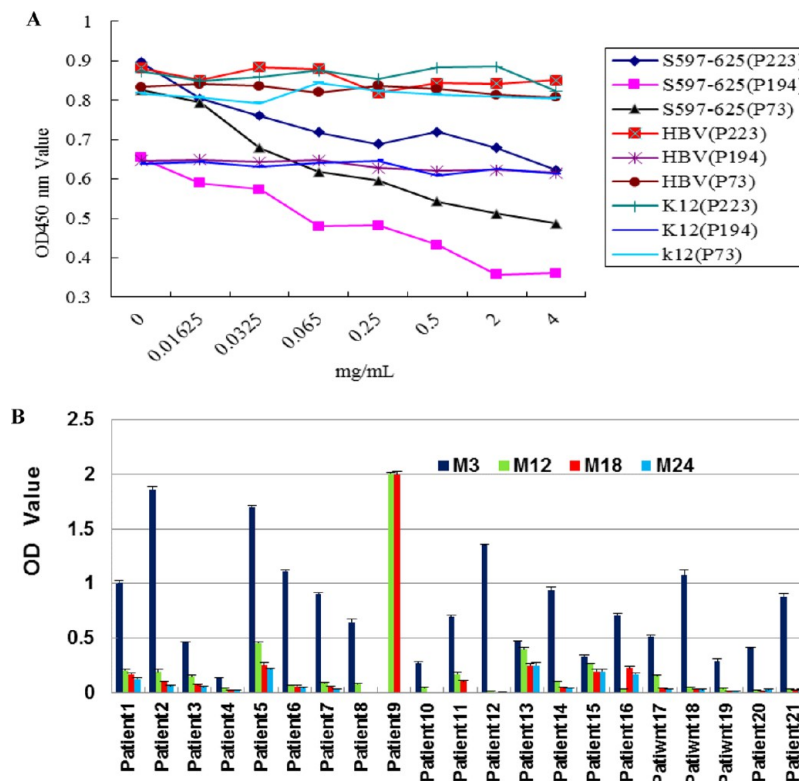 A
OD450 nm Value
1
0.9
0.8
0.7
0.6
0.5
0.4
0.3
0
0.01625
0.0325
0.065
0.25
0.5
2
4
mg/mL
S597-625(P223)
S597-625(P194)
S597-625(P73)
HBV(P223)
HBV(P194)
HBV(P73)
K12(P223)
K12(P194)
k12(P73)
B
OD Value
2.5
2
1.5
1
0.5
0
M3 M12 M18 M24
Patient1
Patient2
Patient3
Patient4
Patient5
Patient6
Patient7
Patient8
Patient9
Patient10
Patient11
Patient12
Patient13
Patient14
Patient15
Patient16
Patiwnt17
Patiwnt18
Patiwnt19
Patient20
Patient21